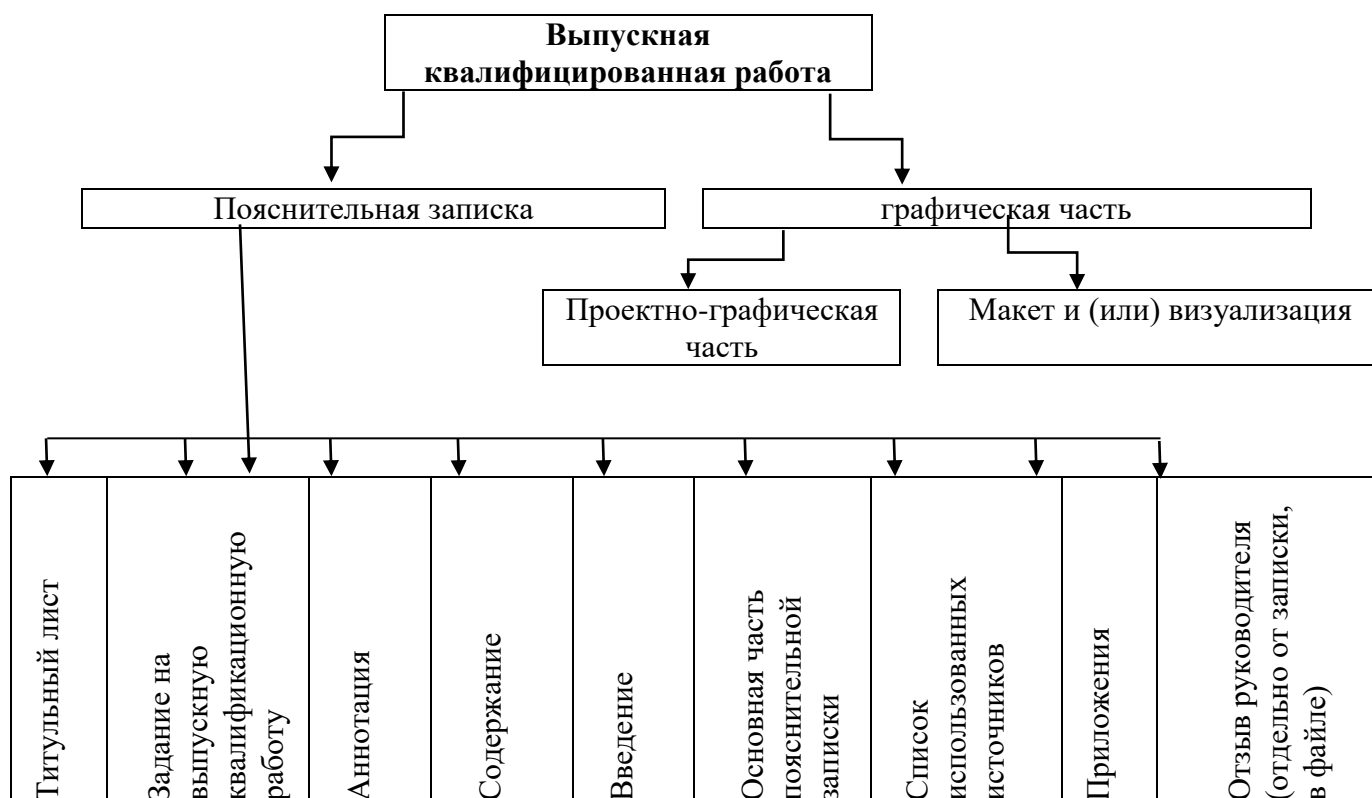 Выпускная
квалифицированная работа
Пояснительная записка
графическая часть
Проектно-графическая
часть
Макет и (или) визуализация
Титульный лист
Задание на
выпускную
квалификационную
работу
Аннотация
Содержание
Введение
Основная часть
пояснительной
записки
Список
использованных
источников
Приложения
Отзыв руководителя
(отдельно от записки,
в файле)